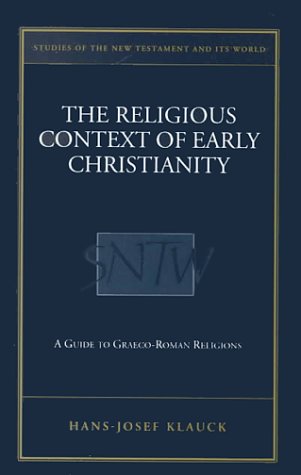 STUDIES OF THE NEW TESTAMENT AND ITS WORLD
THE RELIGIOUS
CONTEXT OF EARLY
CHRISTIANITY
SNTW
A GUIDE TO GRAECO-ROMAN RELIGIONS
HANS-JOSEF KLAUCK